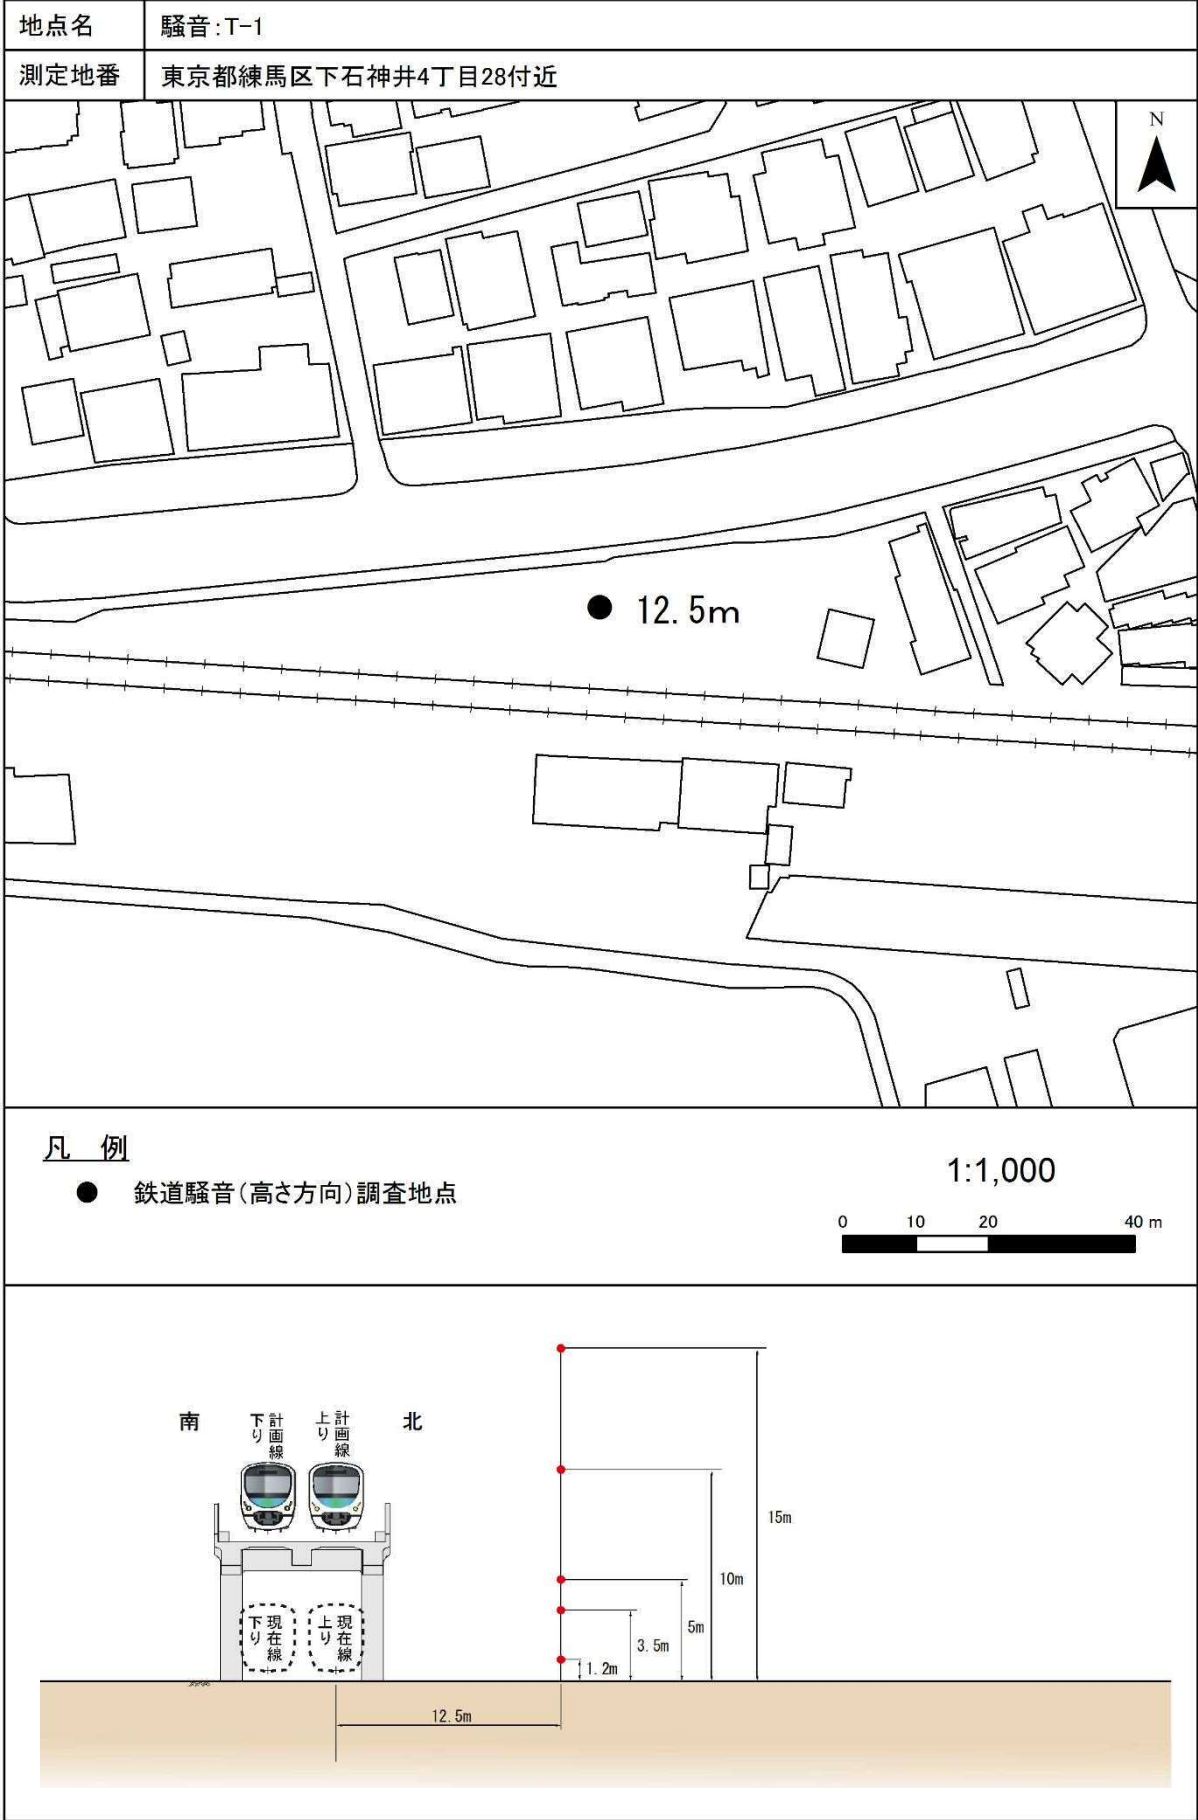 地点名 騒音:T-1
測定地番 東京都練馬区下石神井4丁目28付近
N
12.5m
凡 例
● 鉄道騒音(高さ方向)調査地点
1:1,000
0 10 20 40 m
南
計画線
下り
計画線
上り
北
15m
10m
5m
3.5m
1.2m
現在線
下り
現在線
上り
12.5m